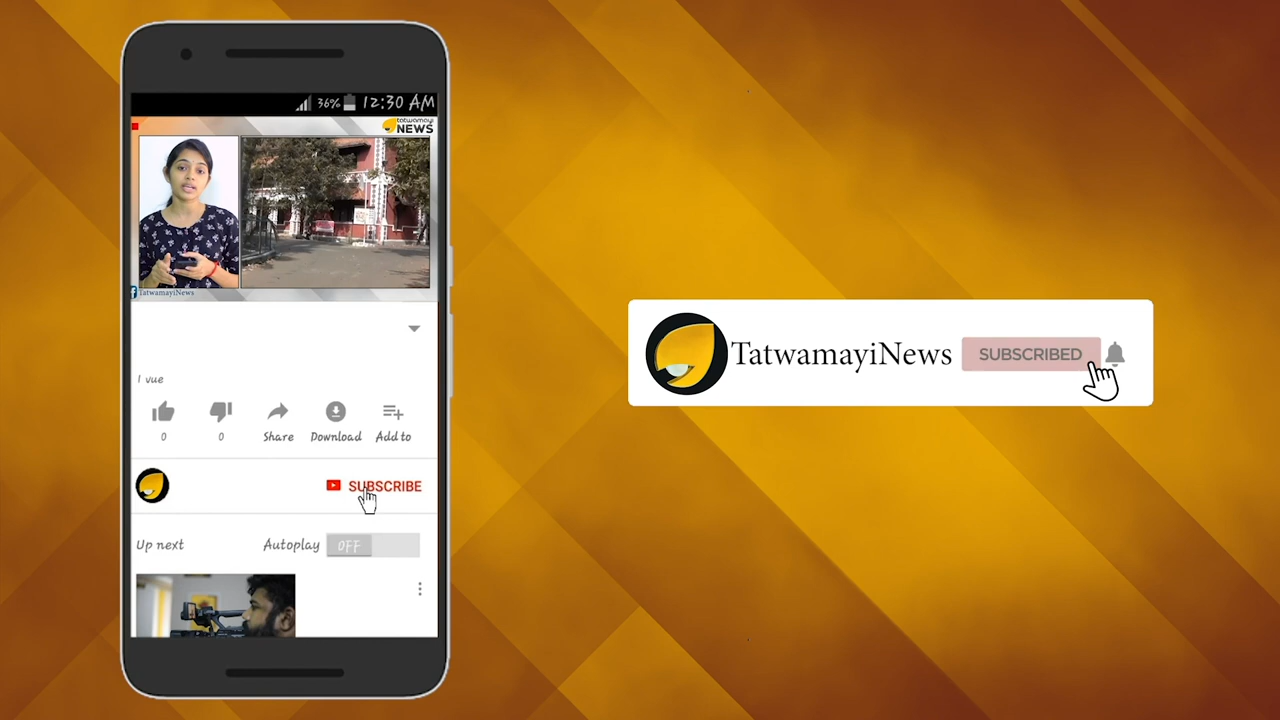 36% 12:30 AM
tatwamayi
NEWS
TatwamayiNews
1 vue
0 0 Share Download Add to
SUBSCRIBE
Up next Autoplay OFF
TatwamayiNews SUBSCRIBED